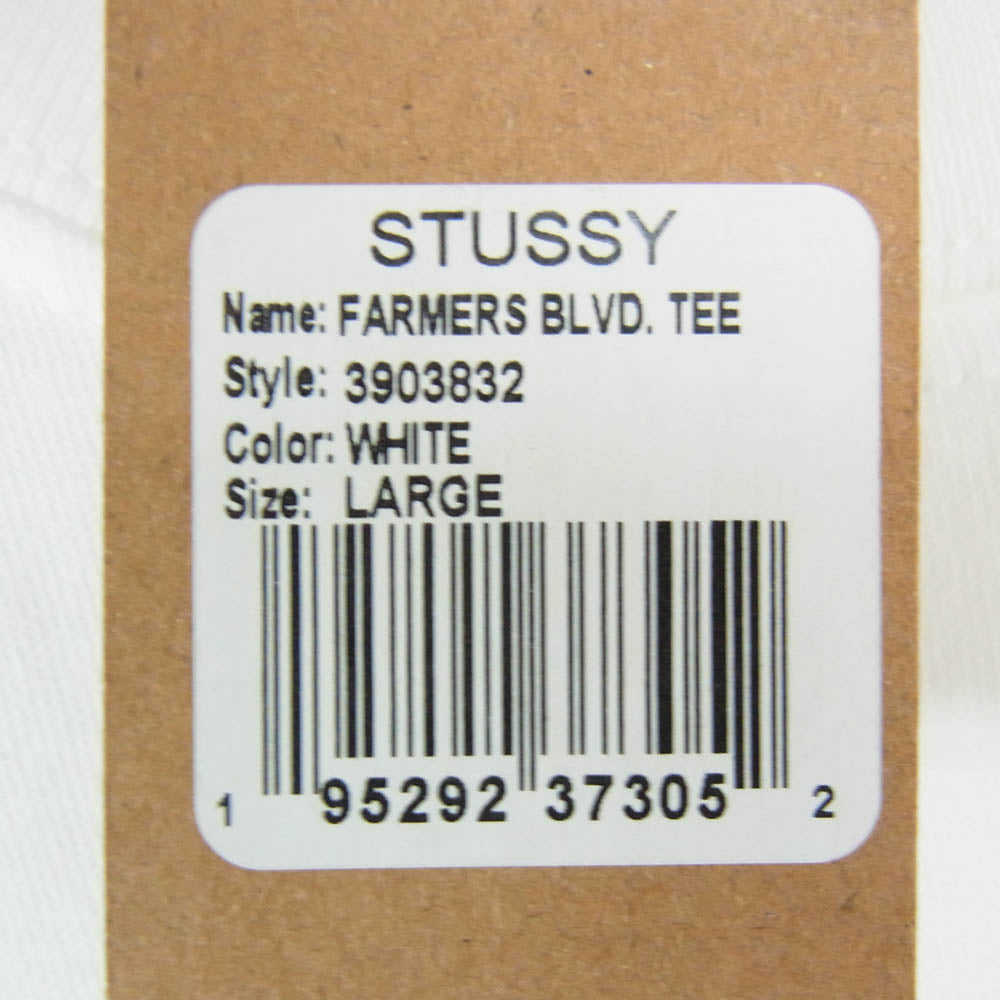 STUSSY
Name: FARMERS BLVD. TEE
Style: 3903832
Color: WHITE
Size: LARGE
1 95292 37305 2